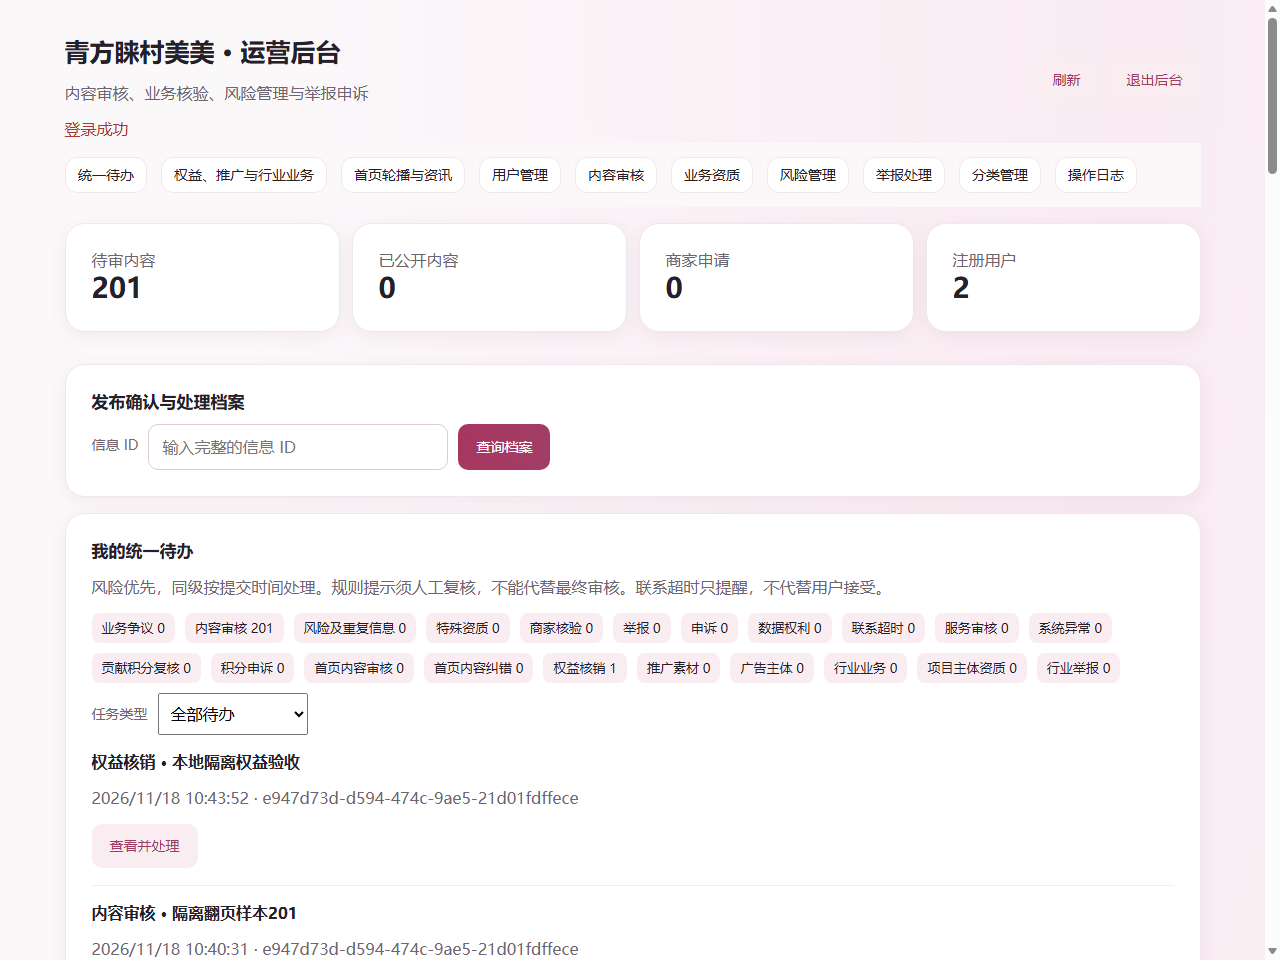 青方睐村美美 • 运营后台
内容审核、业务核验、风险管理与举报申诉
刷新
退出后台
登录成功
统一待办 权益、推广与行业业务 首页轮播与资讯 用户管理 内容审核 业务资质 风险管理 举报处理 分类管理 操作日志
待审内容
201
已公开内容
0
商家申请
0
注册用户
2
发布确认与处理档案
信息 ID 输入完整的信息 ID 查询档案
我的统一待办
风险优先，同级按提交时间处理。规则提示须人工复核，不能代替最终审核。联系超时只提醒，不代替用户接受。
业务争议 0 内容审核 201 风险及重复信息 0 特殊资质 0 商家核验 0 举报 0 申诉 0 数据权利 0 联系超时 0 服务审核 0 系统异常 0
贡献积分复核 0 积分申诉 0 首页内容审核 0 首页内容纠错 0 权益核销 1 推广素材 0 广告主体 0 行业业务 0 项目主体资质 0 行业举报 0
任务类型 全部待办
权益核销 • 本地隔离权益验收
2026/11/18 10:43:52 · e947d73d-d594-474c-9ae5-21d01fdffece
查看并处理
内容审核 • 隔离翻页样本201
2026/11/18 10:40:31 · e947d73d-d594-474c-9ae5-21d01fdffece